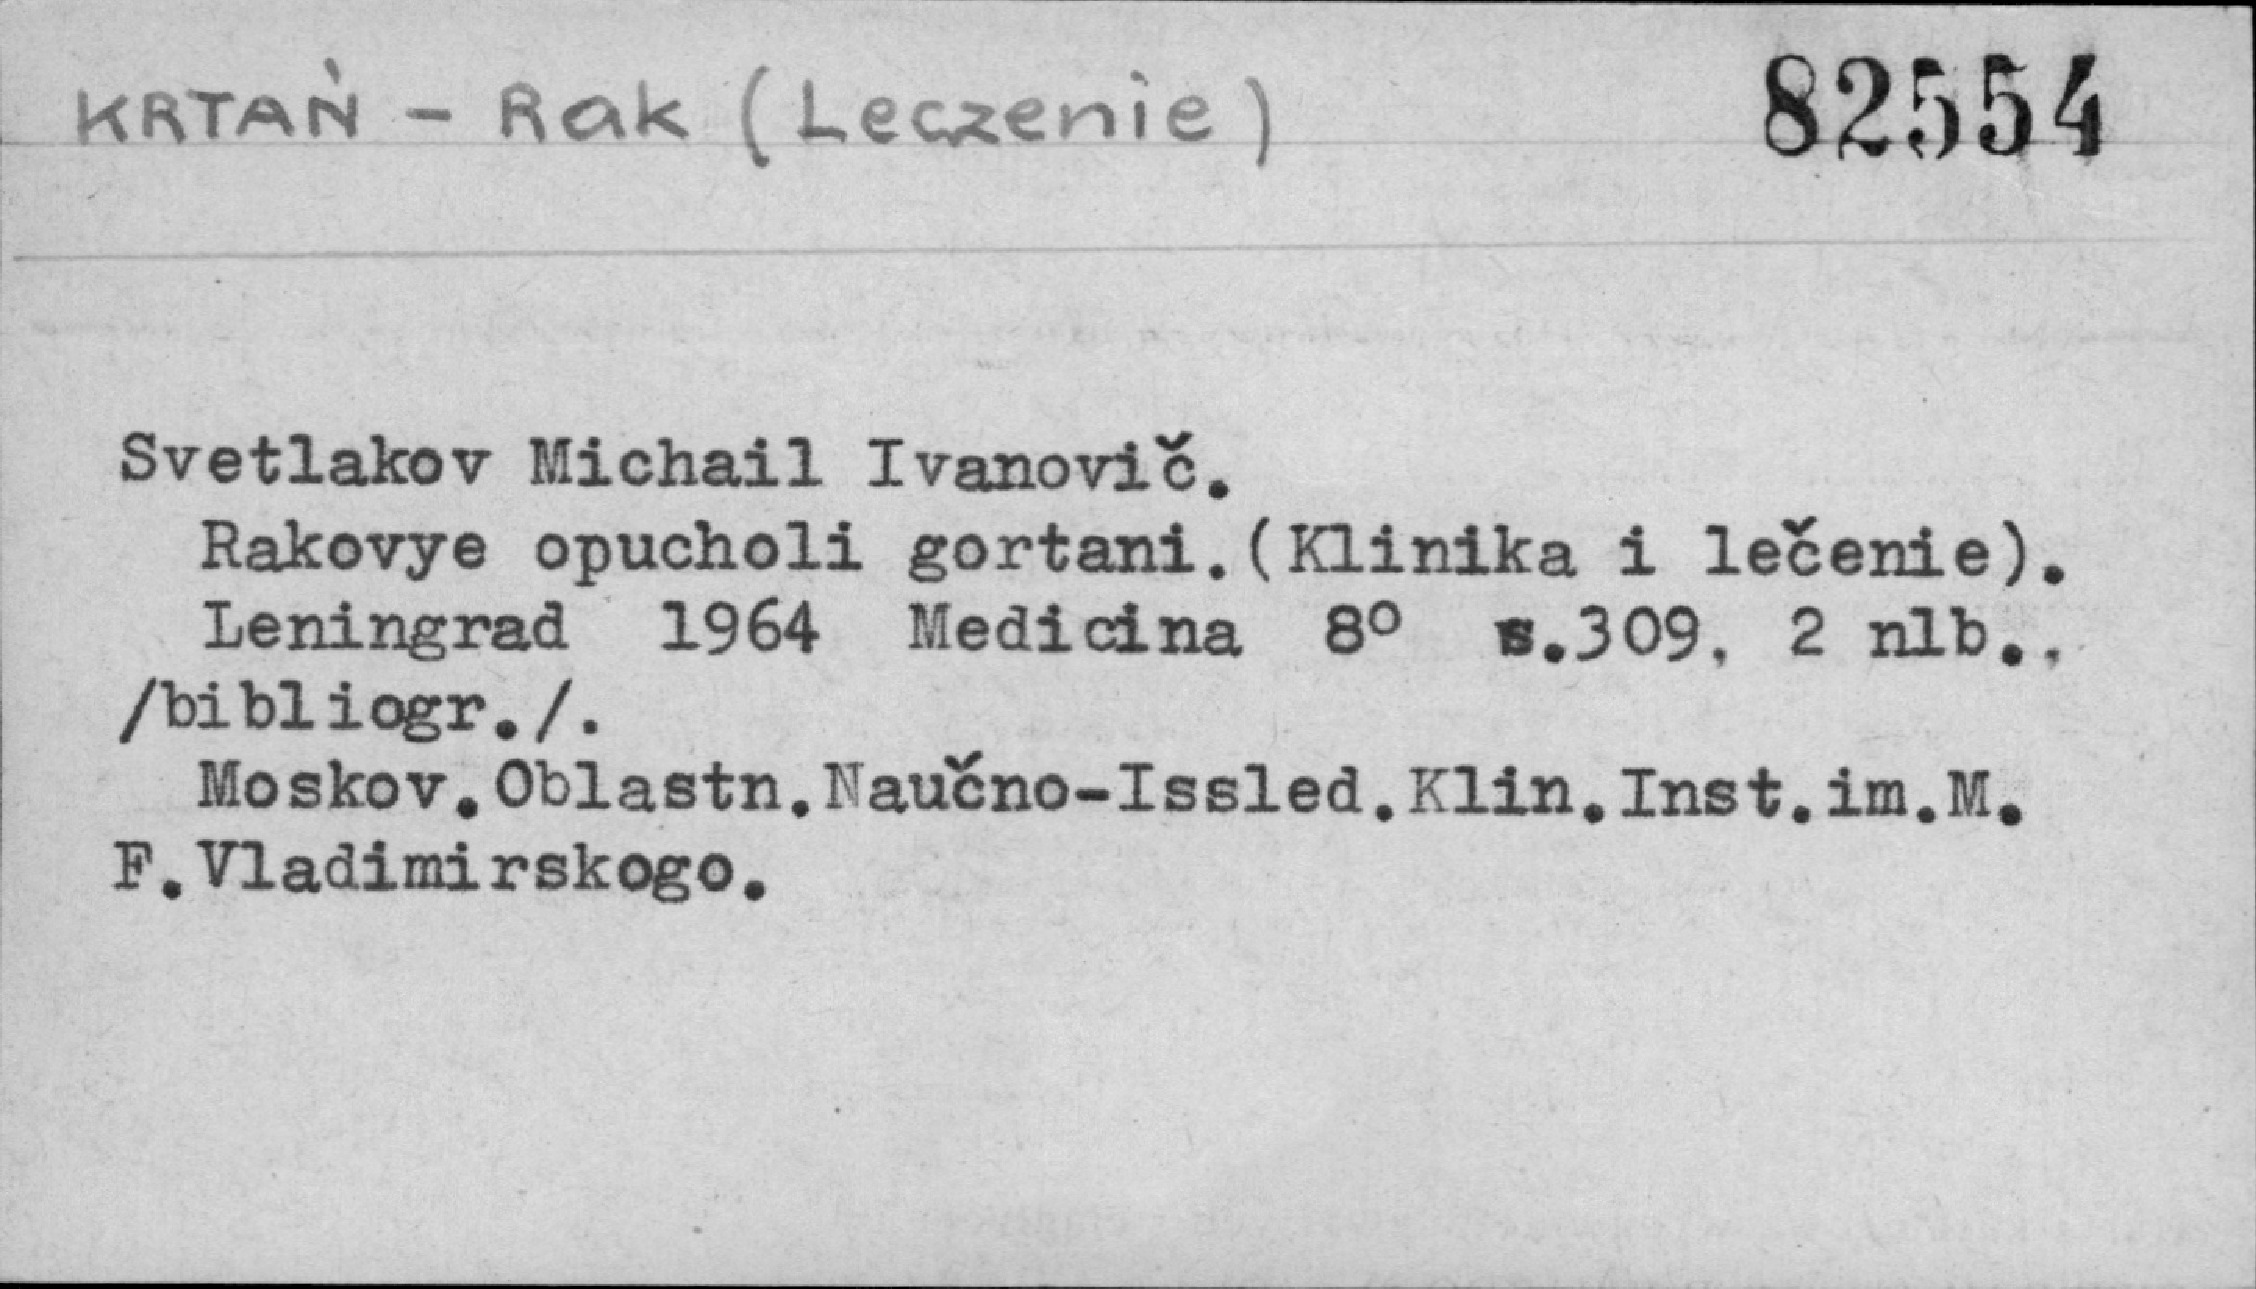 KRTAŃ - Rak (Leczenie)
82554
Svetlakov Michail Ivanovič.
Rakovye opucholi gortani.(Klinika i lečenie).
Leningrad 1964 Medicina 8° s.309, 2 nlb.,
/bibliogr./.
Moskov.Oblastn.Naučno-Issled.Klin.Inst.im.M.
F.Vladimirskogo.